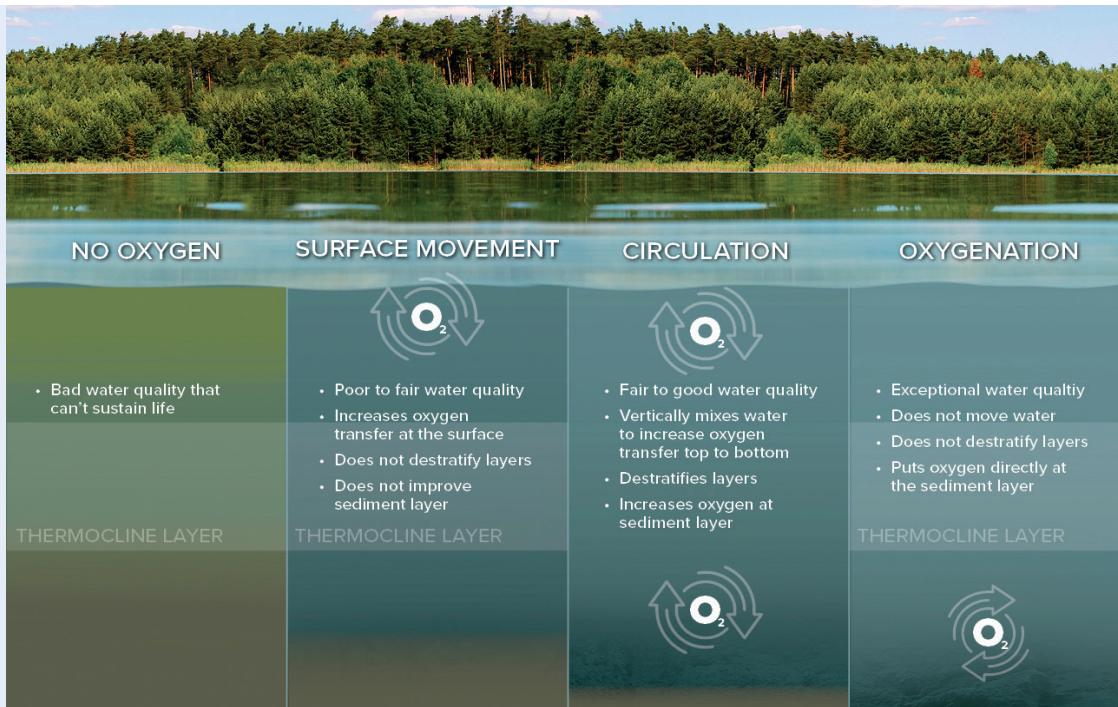 NO OXYGEN
• Bad water quality that
can't sustain life
THERMOCLINE LAYER
SURFACE MOVEMENT
O2
• Poor to fair water quality
• Increases oxygen
transfer at the surface
• Does not destratify layers
• Does not improve
sediment layer
THERMOCLINE LAYER
CIRCULATION
O2
• Fair to good water quality
• Vertically mixes water
to increase oxygen
transfer top to bottom
• Destratifies layers
• Increases oxygen at
sediment layer
O2
OXYGENATION
• Exceptional water qualtiy
• Does not move water
• Does not destratify layers
• Puts oxygen directly at
the sediment layer
THERMOCLINE LAYER
O2